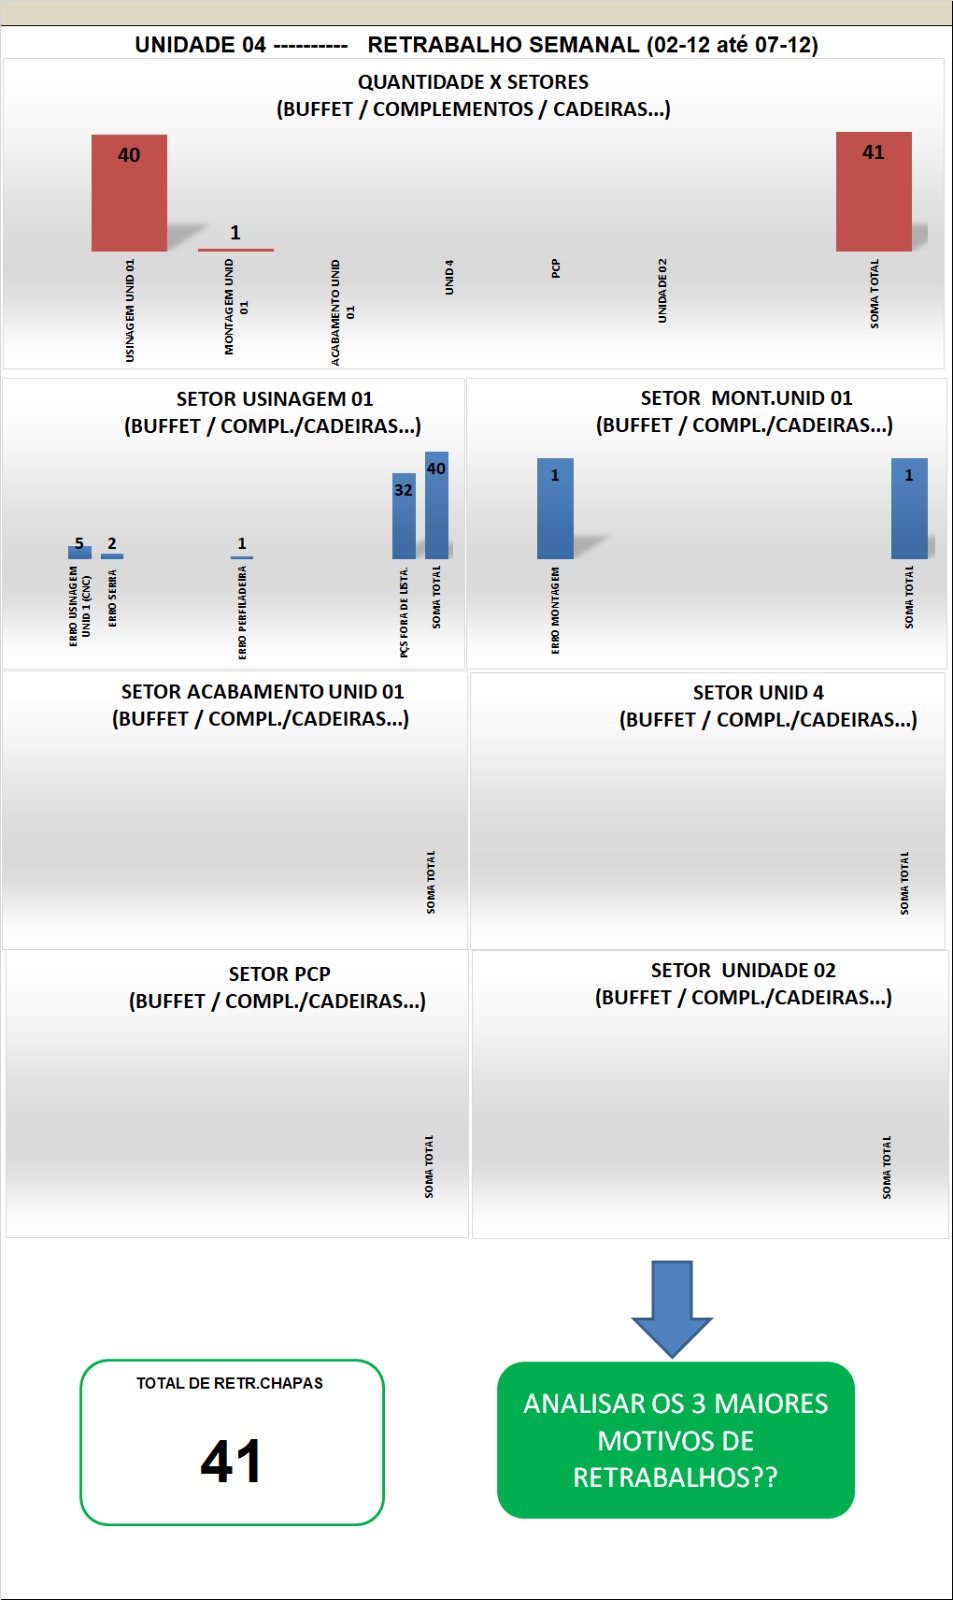 UNIDADE 04 ---------- RETRABALHO SEMANAL (02-12 até 07-12)
QUANTIDADE X SETORES
(BUFFET / COMPLEMENTOS / CADEIRAS...)
40
1
41
USINAGEM UNID 01
MONTAGEM UNID
01
ACABAMENTO UNID
01
UNID 4
PCP
UNIDADE 02
SOMA TOTAL
SETOR USINAGEM 01
(BUFFET / COMPL./CADEIRAS...)
5
2
1
32
40
ERRO USINAGEM
UNID 1 (CNC)
ERRO SERRA
ERRO PERFILADEIRA
PÇS FORA DE LISTA.
SOMA TOTAL
SETOR MONT.UNID 01
(BUFFET / COMPL./CADEIRAS...)
1
1
ERRO MONTAGEM
SOMA TOTAL
SETOR ACABAMENTO UNID 01
(BUFFET / COMPL./CADEIRAS...)
SOMA TOTAL
SETOR UNID 4
(BUFFET / COMPL./CADEIRAS...)
SOMA TOTAL
SETOR PCP
(BUFFET / COMPL./CADEIRAS...)
SOMA TOTAL
SETOR UNIDADE 02
(BUFFET / COMPL./CADEIRAS...)
SOMA TOTAL
TOTAL DE RETR.CHAPAS
41
ANALISAR OS 3 MAIORES
MOTIVOS DE
RETRABALHOS??